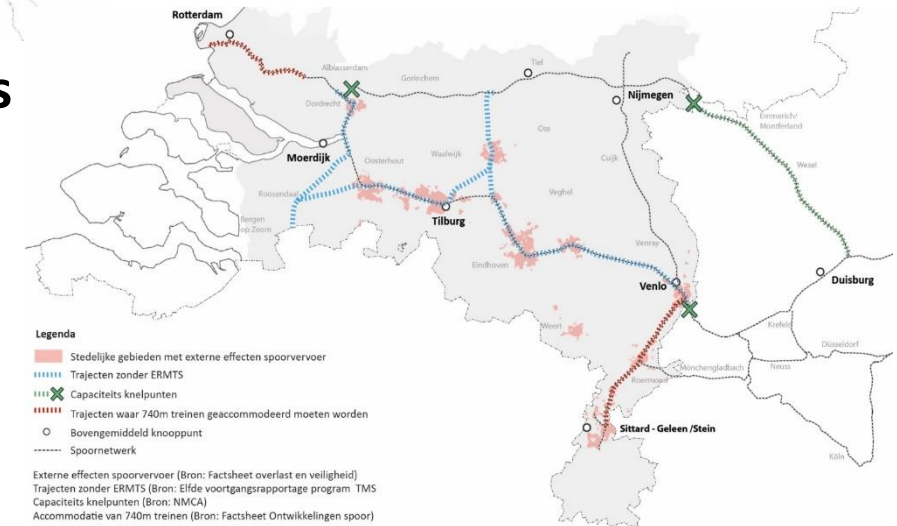 Rotterdam
S
Alblasserdam
Gorinchem
Tiel
Nijmegen
Dordrecht
Emmerich/
Montferland
Oss
Moerdijk
Oosterhout
Waalwijk
Cuijk
Wesel
Roosendaal
Veghel
Bergen
op Zoom
Tilburg
Venray
Eindhoven
Venlo
Duisburg
Weert
Krefeld
Düsseldorf
Mönchengladbach
Neuss
Roermond
Sittard - Geleen /Stein
Köln
Legenda
Stedelijke gebieden met externe effecten spoorvervoer
Trajecten zonder ERMTS
Capaciteits knelpunten
Trajecten waar 740m treinen geaccommodeerd moeten worden
Bovengemiddeld knooppunt
Spoornetwerk
Externe effecten spoorvervoer (Bron: Factsheet overlast en veiligheid)
Trajecten zonder ERMTS (Bron: Elfde voortgangsrapportage program TMS
Capaciteits knelpunten (Bron: NMCA)
Accommodatie van 740m treinen (Bron: Factsheet Ontwikkelingen spoor)